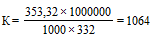 K = 353,32 × 1000000 / 1000 × 332 = 1064